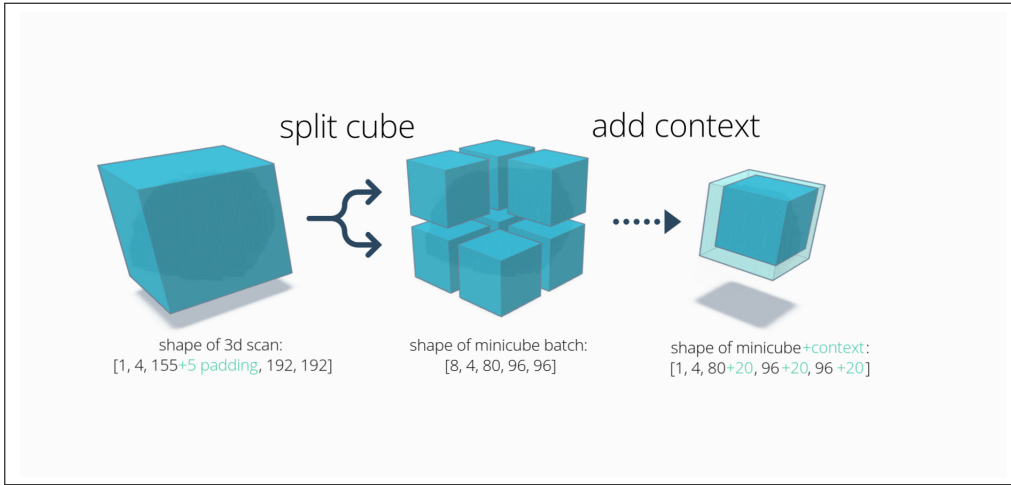 split cube
add context
shape of 3d scan:
[1, 4, 155+5 padding, 192, 192]
shape of minicube batch:
[8, 4, 80, 96, 96]
shape of minicube+context:
[1, 4, 80+20, 96 +20, 96 +20]